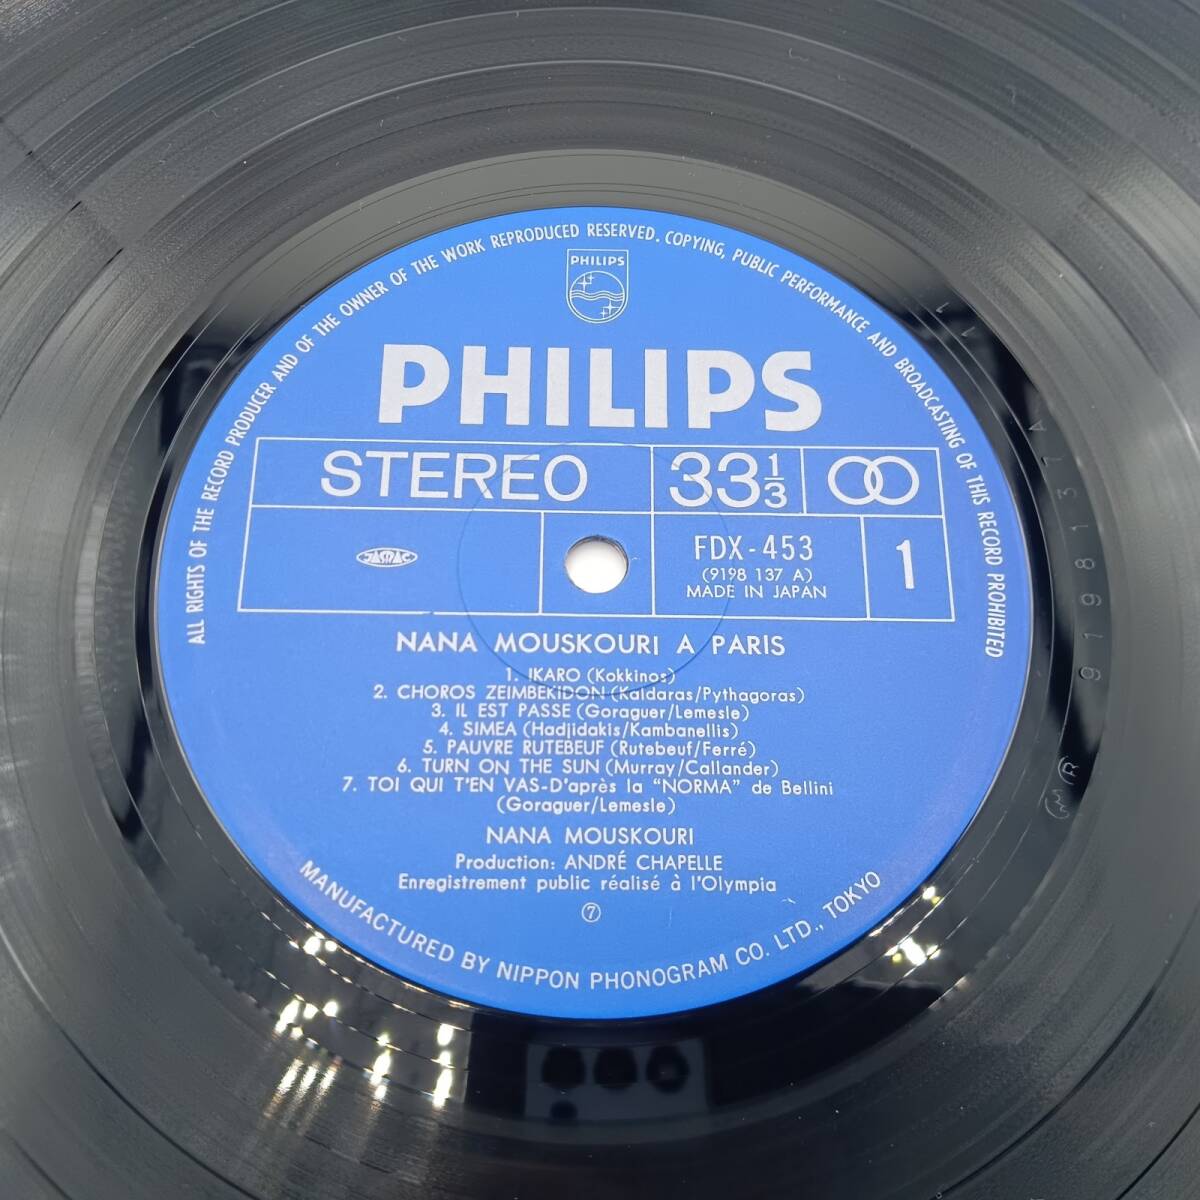 ALL RIGHTS OF THE RECORD PRODUCER AND OF THE OWNER OF THE WORK REPRODUCED RESERVED. COPYING, PUBLIC PERFORMANCE AND BROADCASTING OF THIS RECORD PROHIBITED
PHILIPS
PHILIPS
STEREO
33 1/3
JASRAC
FDX-453
(9198 137 A)
MADE IN JAPAN
1
NANA MOUSKOURI A PARIS
1. IKARO (Kokkinos)
2. CHOROS ZEIMBEKIDON (Kaldaras/Pythagoras)
3. IL EST PASSE (Goraguer/Lemesle)
4. SIMEA (Hadjidakis/Kambanellis)
5. PAUVRE RUTEBEUF (Rutebeuf/Ferré)
6. TURN ON THE SUN (Murray/Callander)
7. TOI QUI T'EN VAS-D'après la "NORMA" de Bellini
(Goraguer/Lemesle)
NANA MOUSKOURI
Production: ANDRÉ CHAPELLE
Enregistrement public réalisé à l'Olympia
⑦
MANUFACTURED BY NIPPON PHONOGRAM CO. LTD., TOKYO
9198137 A